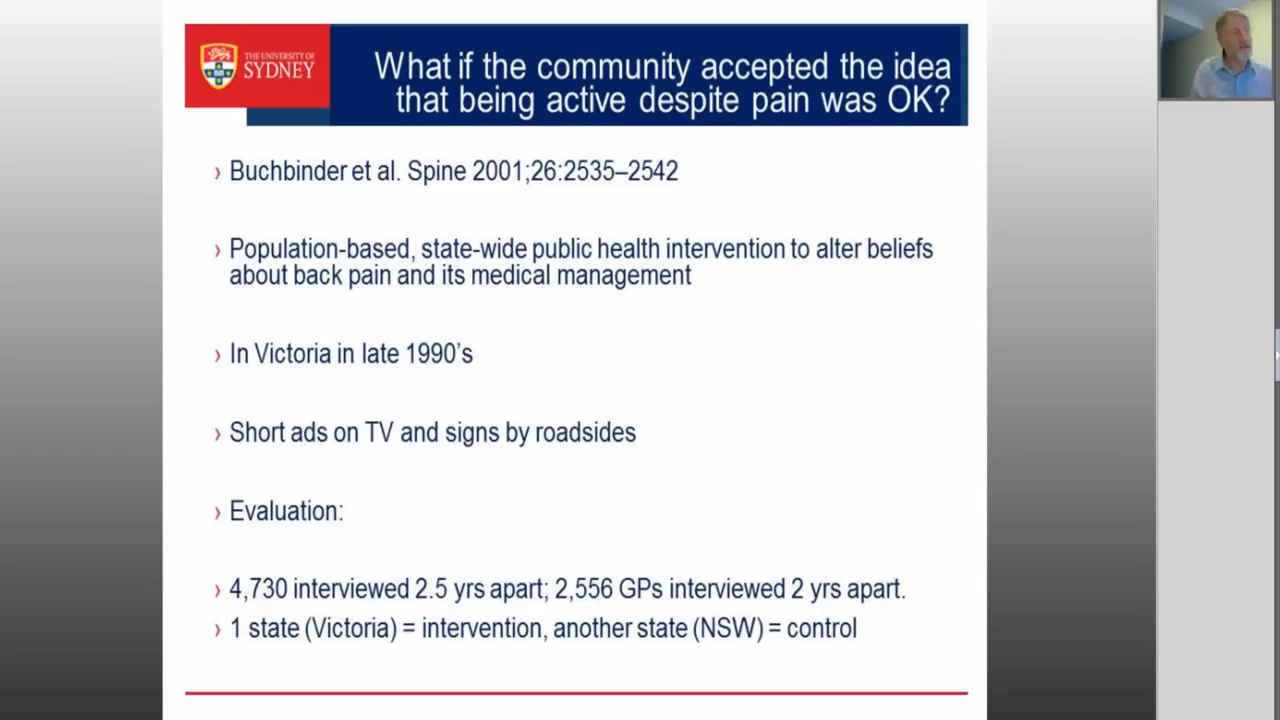 THE UNIVERSITY OF
SYDNEY
What if the community accepted the idea
that being active despite pain was OK?
› Buchbinder et al. Spine 2001;26:2535–2542
› Population-based, state-wide public health intervention to alter beliefs
about back pain and its medical management
› In Victoria in late 1990’s
› Short ads on TV and signs by roadsides
› Evaluation:
› 4,730 interviewed 2.5 yrs apart; 2,556 GPs interviewed 2 yrs apart.
› 1 state (Victoria) = intervention, another state (NSW) = control